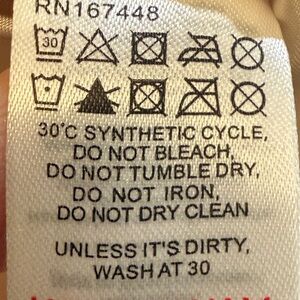 RN167448
30
30°C SYNTHETIC CYCLE,
DO NOT BLEACH,
DO NOT TUMBLE DRY,
DO NOT IRON,
DO NOT DRY CLEAN
UNLESS IT'S DIRTY,
WASH AT 30